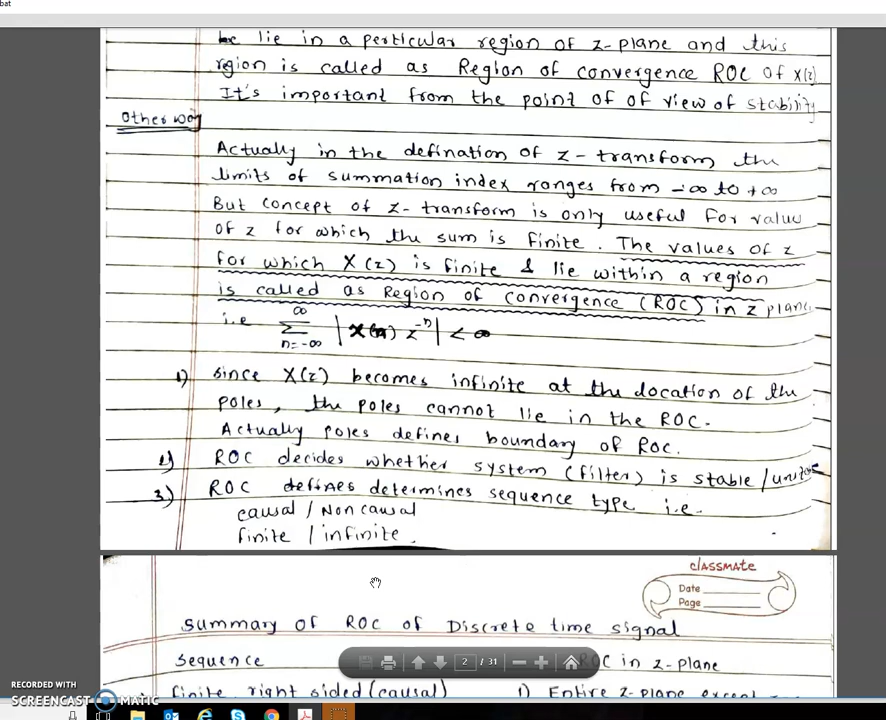 bat
be lie in a perticular region of z-plane and this
region is called as Region of convergence ROC of X(z)
It's important from the point of of view of stability
Other way
Actually in the defination of z-transform the
limits of summation index ranges from -∞ to +∞
But concept of z-transform is only useful for value
of z for which the sum is finite. The values of z
for which X(z) is finite & lie within a region
is called as Region of convergence (ROC) in z plane
i.e ∞ Σ n=-∞ | x(n) z^-n | < ∞
1) Since X(z) becomes infinite at the location of the
poles, the poles cannot lie in the ROC.
Actually poles defines boundary of ROC.
2) ROC decides whether system (filter) is stable/
3) ROC defines determines sequence type i.e.
causal / Non causal
finite / infinite.
classmate
Date
Page
Summary of ROC of Discrete time signal
Sequence ROC in z-plane
2 / 31
finite, right sided (causal) 1) Entire z-plane except
RECORDED WITH
SCREENCAST MATIC